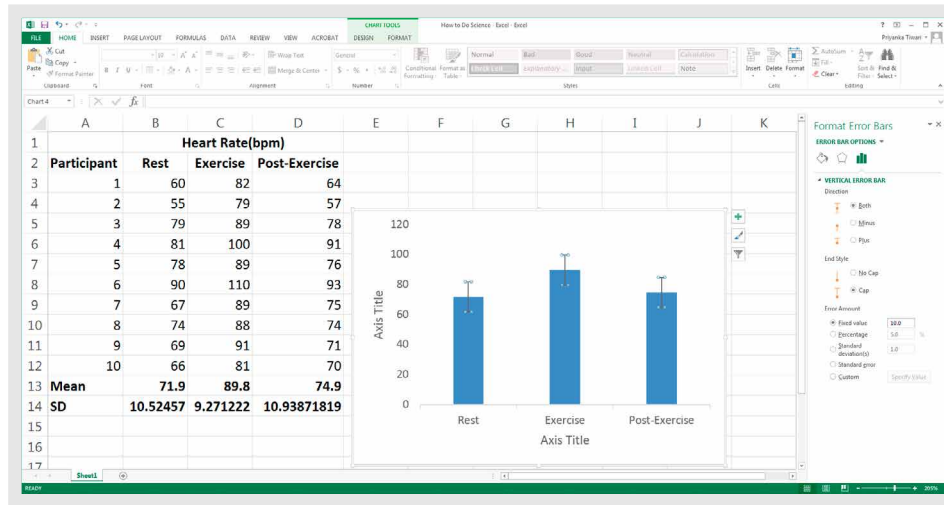 CHART TOOLS
How to Do Science - Excel - Excel
FILE HOME INSERT PAGE LAYOUT FORMULAS DATA REVIEW VIEW ACROBAT DESIGN FORMAT Priyanka Tiwari
Paste
Cut
Copy
Format Painter
Wrap Text
Merge & Center
General
Conditional Formatting
Format as Table
Normal Bad Good Neutral Calculation
Check Cell Explanatory ... Input Linked Cell Note
Insert Delete Format
AutoSum
Fill
Clear
Sort & Filter
Find & Select
Clipboard Font Alignment Number Styles Cells Editing
Chart 4 fx
A B C D E F G H I J K
1 Heart Rate(bpm)
2 Participant Rest Exercise Post-Exercise
3 1 60 82 64
4 2 55 79 57
5 3 79 89 78
6 4 81 100 91
7 5 78 89 76
8 6 90 110 93
9 7 67 89 75
10 8 74 88 74
11 9 69 91 71
12 10 66 81 70
13 Mean 71.9 89.8 74.9
14 SD 10.52457 9.271222 10.93871819
15
16
17
120
100
80
60
40
20
0
Axis Title
Rest Exercise Post-Exercise
Axis Title
Format Error Bars
ERROR BAR OPTIONS
VERTICAL ERROR BAR
Direction
Both
Minus
Plus
End Style
No Cap
Cap
Error Amount
Fixed value 10.0
Percentage 5.0 %
Standard deviation(s) 1.0
Standard error
Custom Specify Value
Sheet1
READY 205%